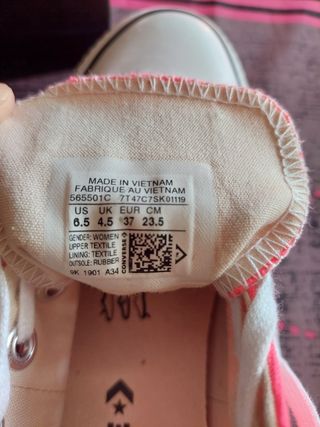 MADE IN VIETNAM
FABRIQUE AU VIETNAM
565501C 7T47C7SK01119
US UK EUR CM
6.5 4.5 37 23.5
GENDER: WOMEN
UPPER TEXTILE
LINING: TEXTILE
OUTSOLE: RUBBER
9K 1901 A34
CONVERSE